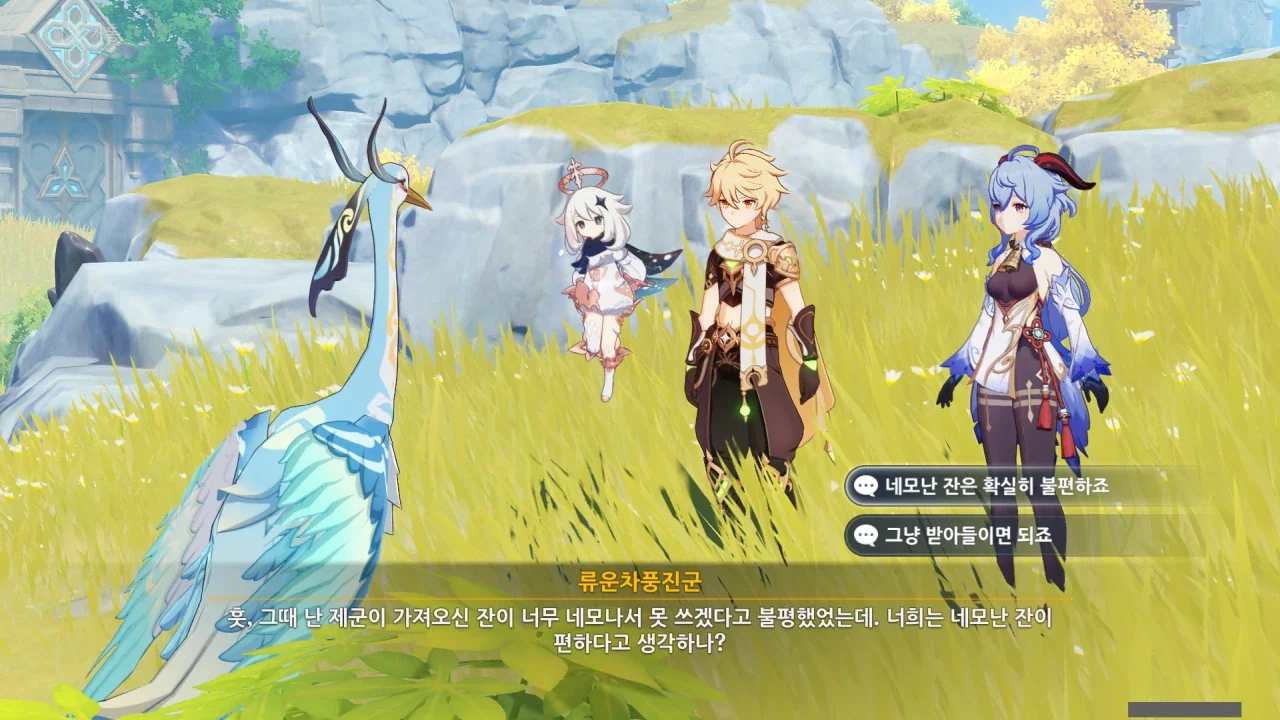 네모난 잔은 확실히 불편하죠
그냥 받아들이면 되죠
류운차풍진군
훗, 그때 난 제군이 가져오신 잔이 너무 네모나서 못 쓰겠다고 불평했었는데. 너희는 네모난 잔이
편하다고 생각하나?